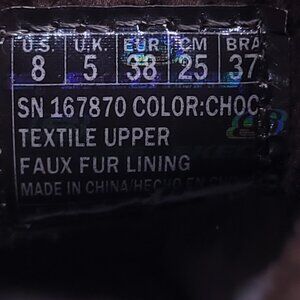 U.S. U.K. EUR CM BRA
8 5 38 25 37
SN 167870 COLOR:CHOC
TEXTILE UPPER
FAUX FUR LINING
MADE IN CHINA/HECHO EN CHINA